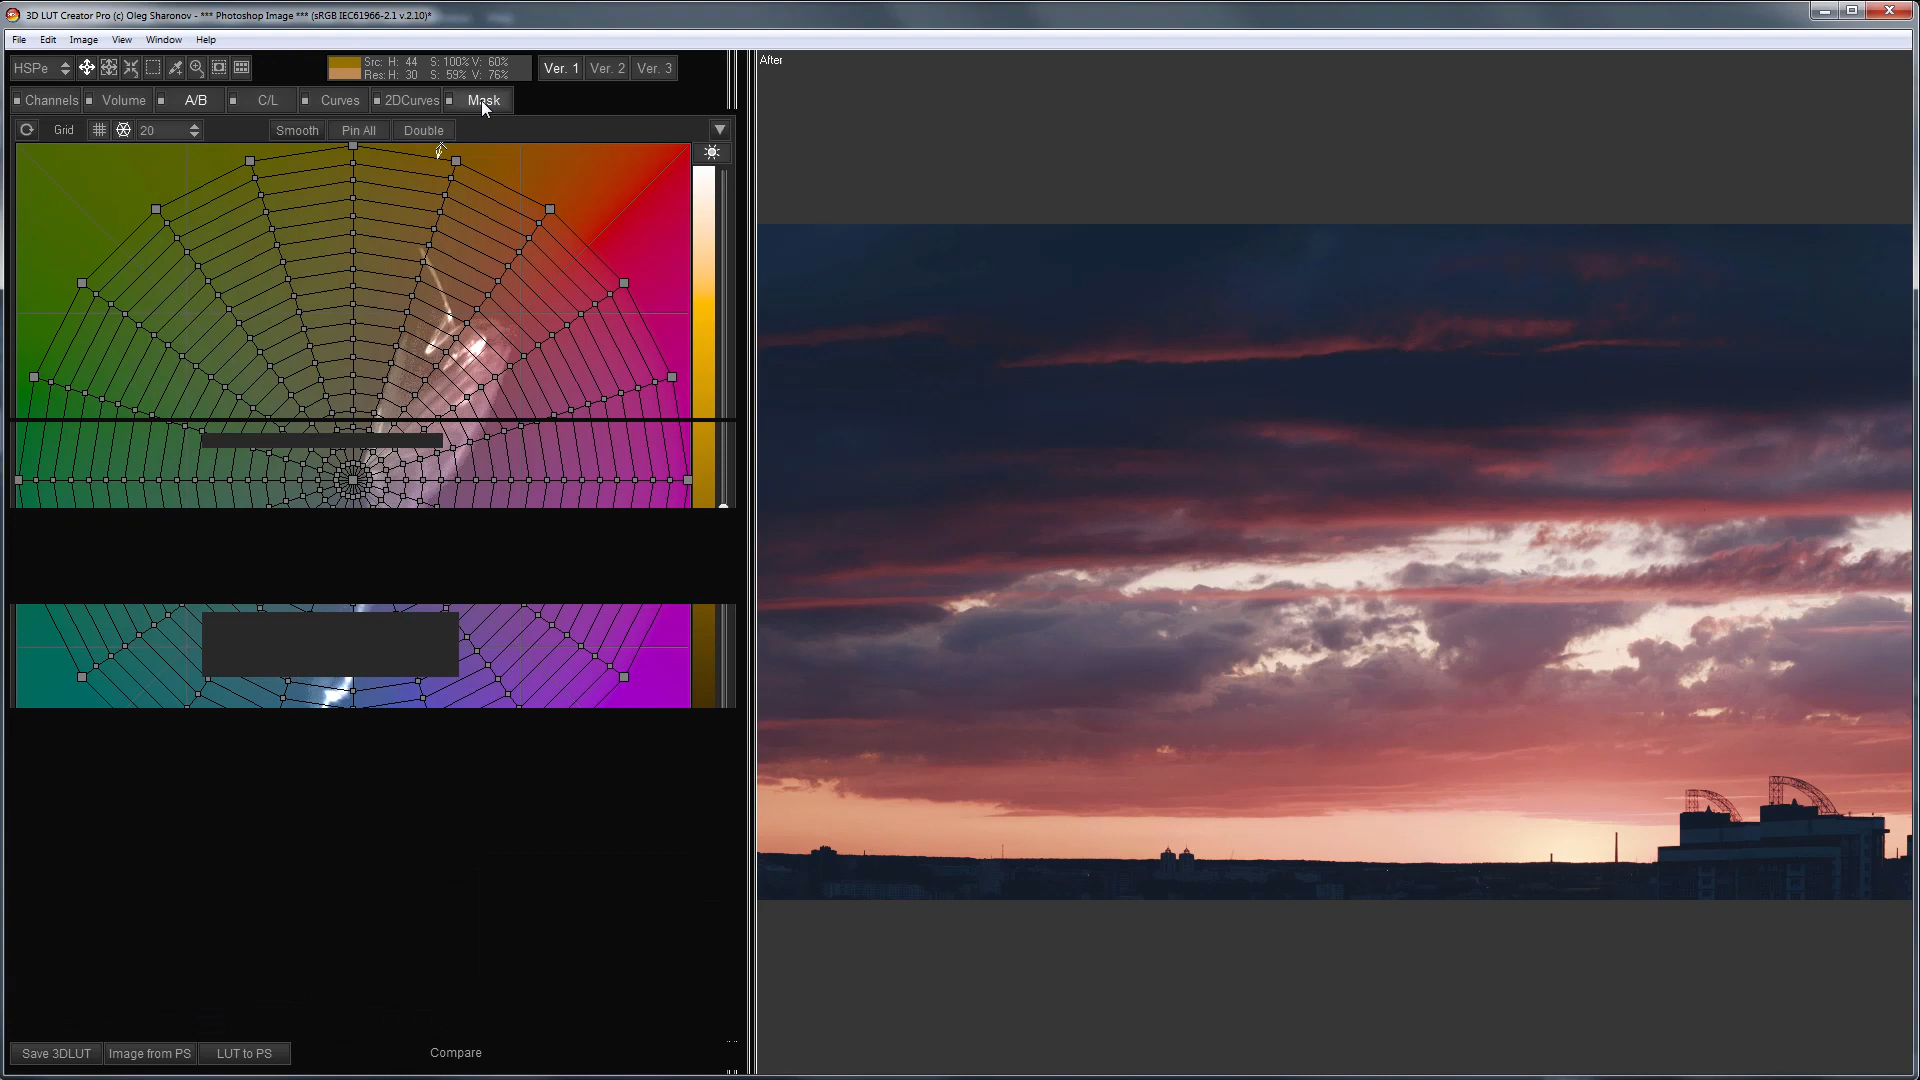 3D LUT Creator Pro (c) Oleg Sharonov - *** Photoshop Image *** (sRGB IEC61966-2.1 v.2.10)*
File Edit Image View Window Help
HSPe Src: H: 44 S: 100% V: 60% Ver. 1 Ver. 2 Ver. 3
Res: H: 30 S: 59% V: 76%
Channels Volume A/B C/L Curves 2DCurves Mask
Grid 20 Smooth Pin All Double
After
Save 3DLUT Image from PS LUT to PS Compare